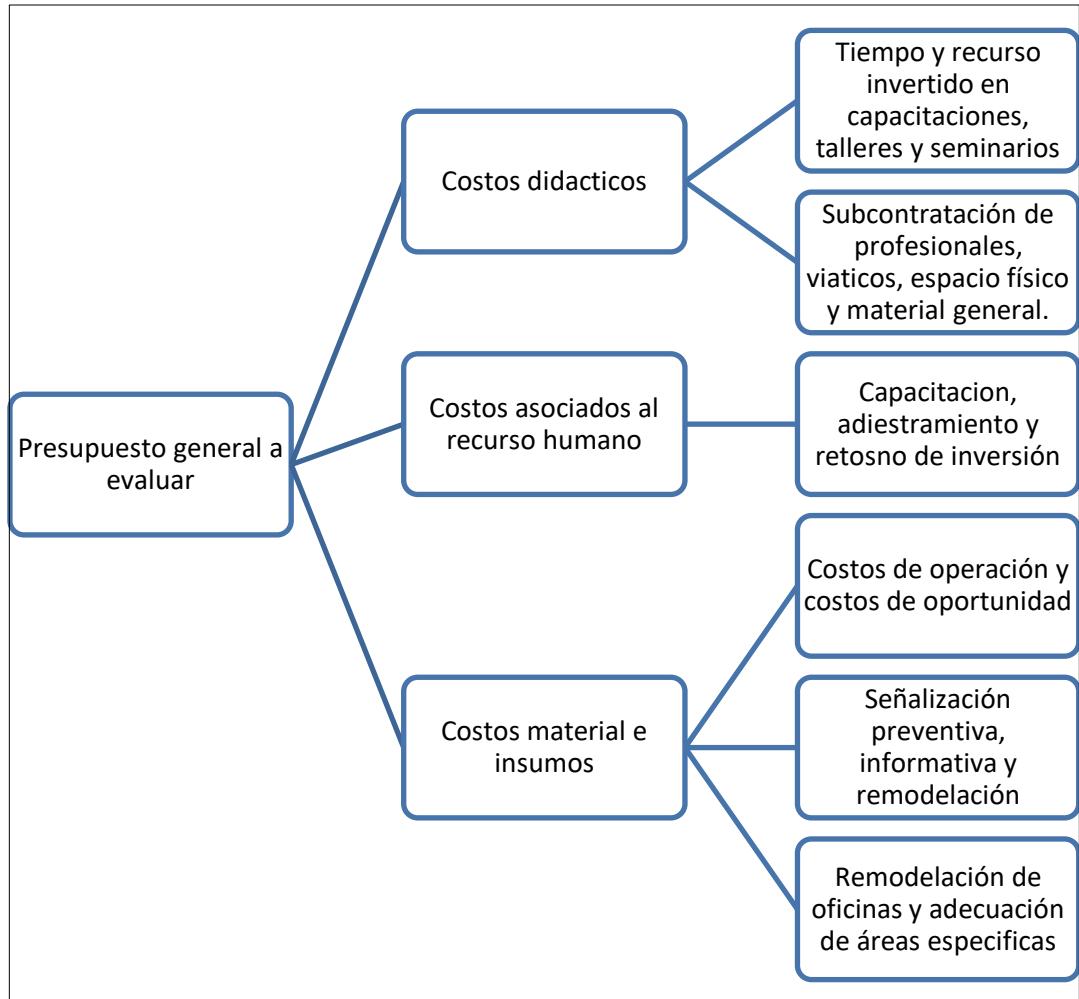 Presupuesto general a
evaluar
Costos didacticos
Tiempo y recurso
invertido en
capacitaciones,
talleres y seminarios
Subcontratación de
profesionales,
viaticos, espacio físico
y material general.
Costos asociados al
recurso humano
Capacitacion,
adiestramiento y
retosno de inversión
Costos material e
insumos
Costos de operación y
costos de oportunidad
Señalización
preventiva,
informativa y
remodelación
Remodelación de
oficinas y adecuación
de áreas especificas